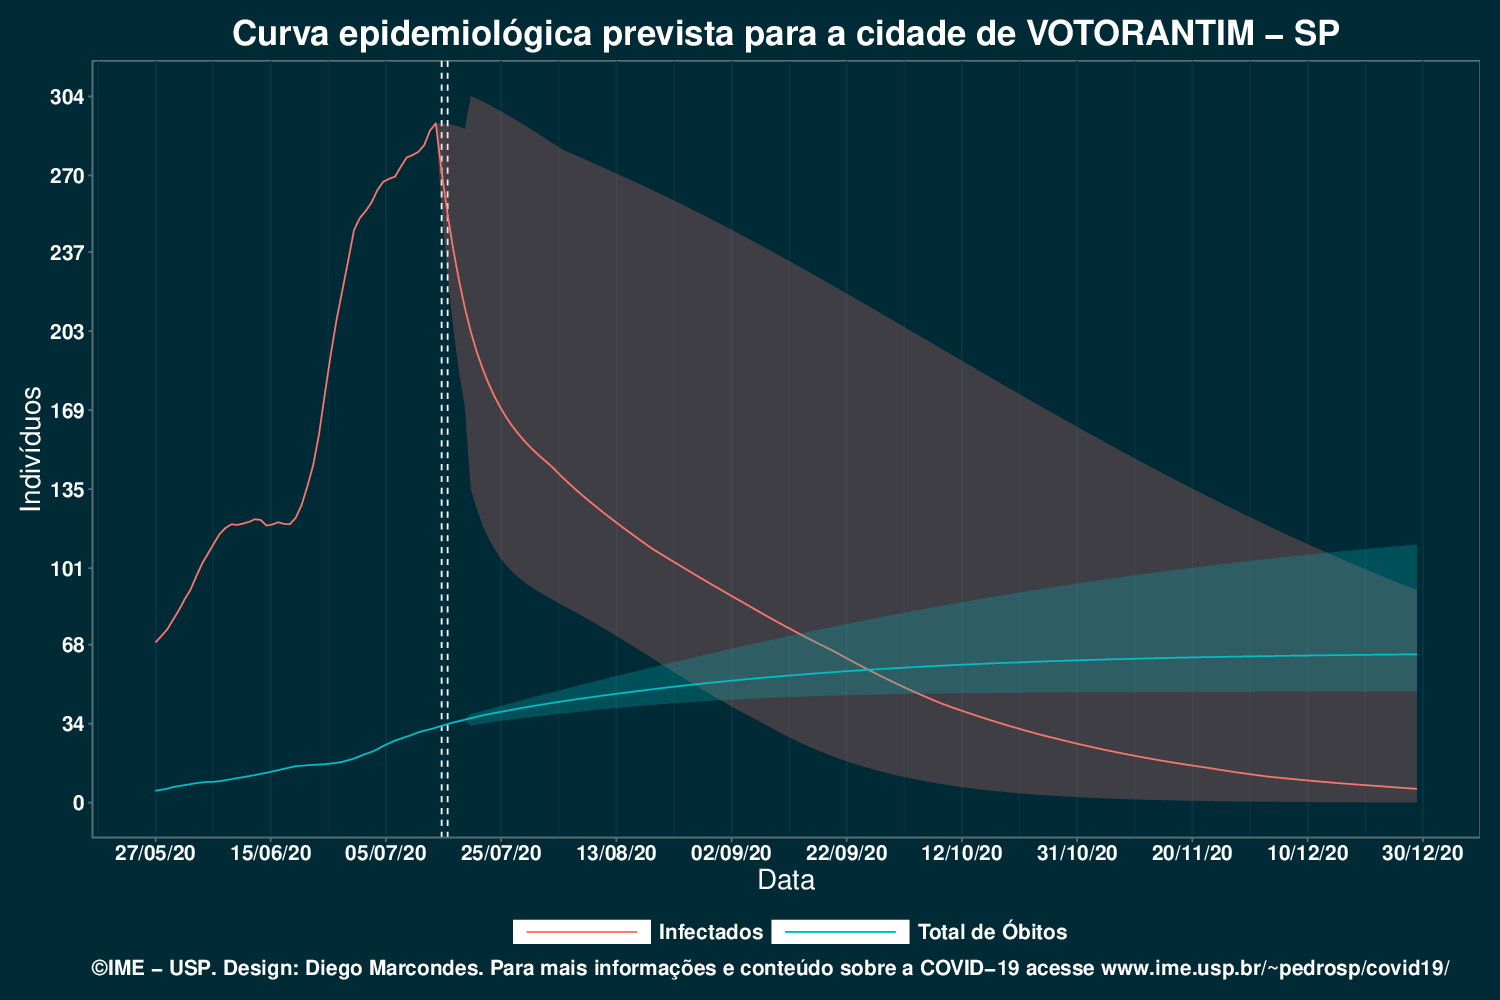 Curva epidemiológica prevista para a cidade de VOTORANTIM – SP
304
270
237
203
169
135
101
68
34
0
Indivíduos
27/05/20 15/06/20 05/07/20 25/07/20 13/08/20 02/09/20 22/09/20 12/10/20 31/10/20 20/11/20 10/12/20 30/12/20
Data
Infectados Total de Óbitos
©IME – USP. Design: Diego Marcondes. Para mais informações e conteúdo sobre a COVID–19 acesse www.ime.usp.br/~pedrosp/covid19/